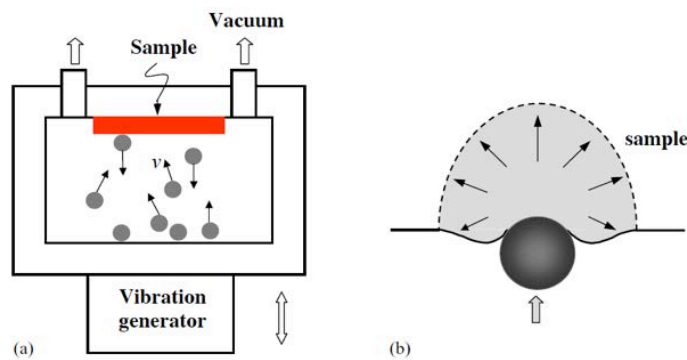 Vacuum
Sample
v
Vibration
generator
(a)
sample
(b)